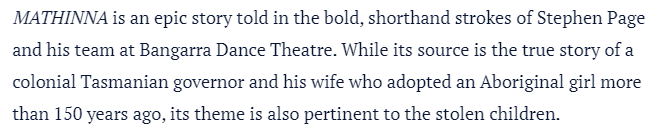 MATHINNA is an epic story told in the bold, shorthand strokes of Stephen Page
and his team at Bangarra Dance Theatre. While its source is the true story of a
colonial Tasmanian governor and his wife who adopted an Aboriginal girl more
than 150 years ago, its theme is also pertinent to the stolen children.